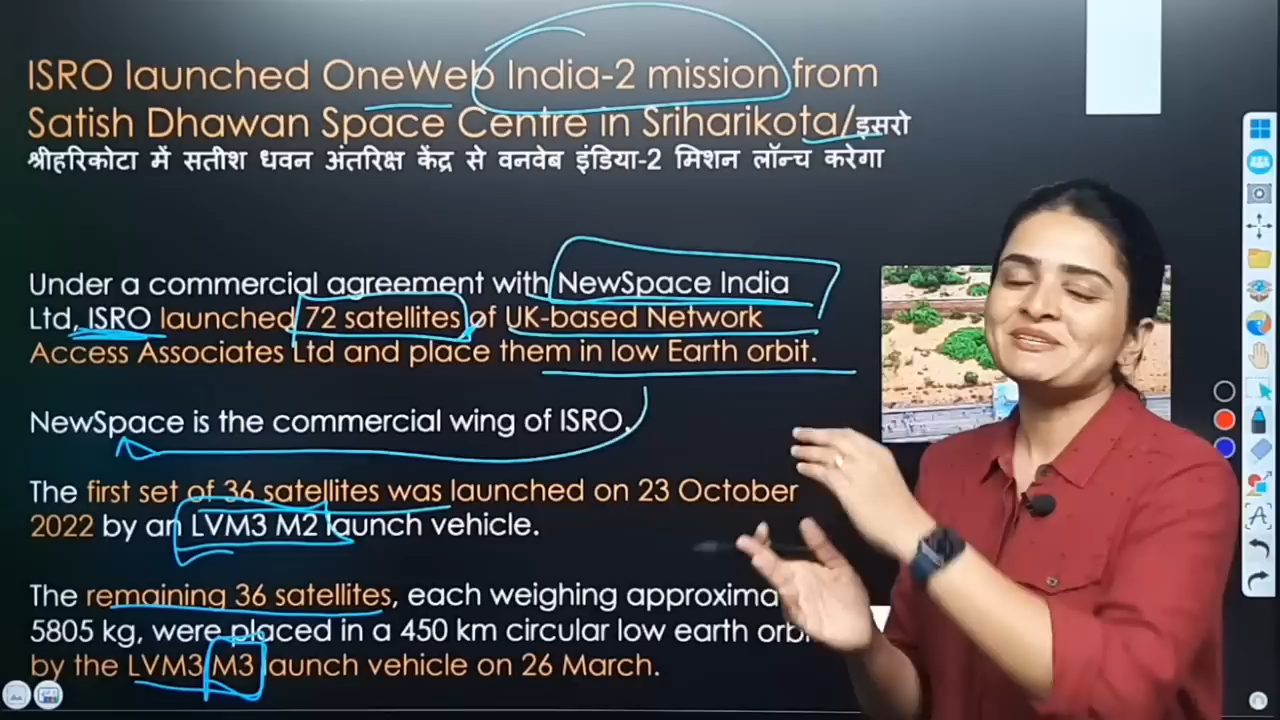 ISRO launched OneWeb India-2 mission from
Satish Dhawan Space Centre in Sriharikota/इसरो
श्रीहरिकोटा में सतीश धवन अंतरिक्ष केंद्र से वनवेब इंडिया-2 मिशन लॉन्च करेगा
Under a commercial agreement with NewSpace India
Ltd, ISRO launched 72 satellites of UK-based Network
Access Associates Ltd and place them in low Earth orbit.
NewSpace is the commercial wing of ISRO.
The first set of 36 satellites was launched on 23 October
2022 by an LVM3 M2 launch vehicle.
The remaining 36 satellites, each weighing
5805 kg, were placed in a 450 km circular low earth
by the LVM3 M3 launch vehicle on 26 March.